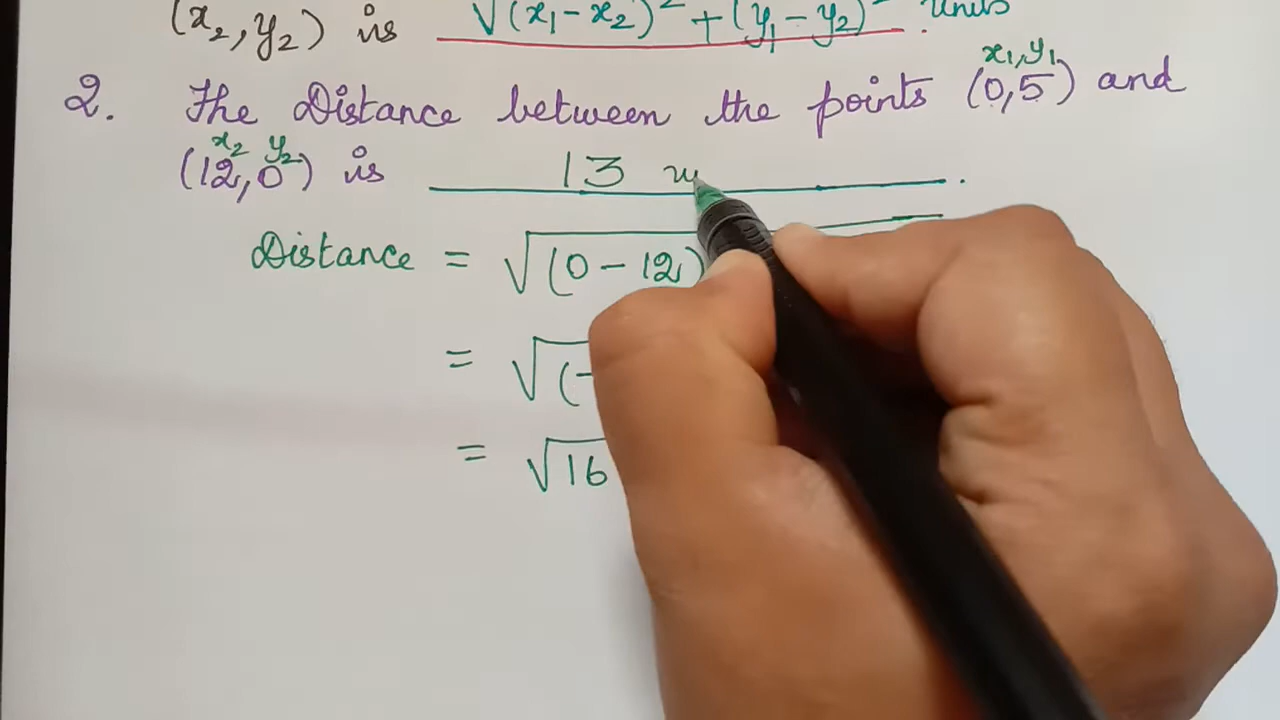 (x₂, y₂) is √(x₁-x₂)² + (y₁-y₂)² . Units
x₁, y₁
2. The Distance between the points (0,5) and
x₂ y₂
(12,0) is 13 .
Distance = √(0-12)
= √(-
= √16